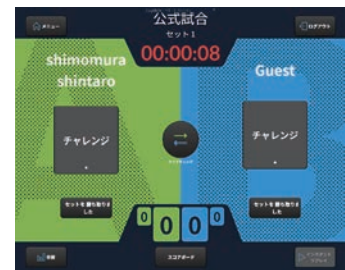 メニュー
公式試合
ログアウト
セット1
00:00:08
shimomura
shintaro
Guest
チャレンジ
チャレンジ
セットを勝ち取りま
した
セットを勝ち取りま
した
0
0
0
0
スコアボード